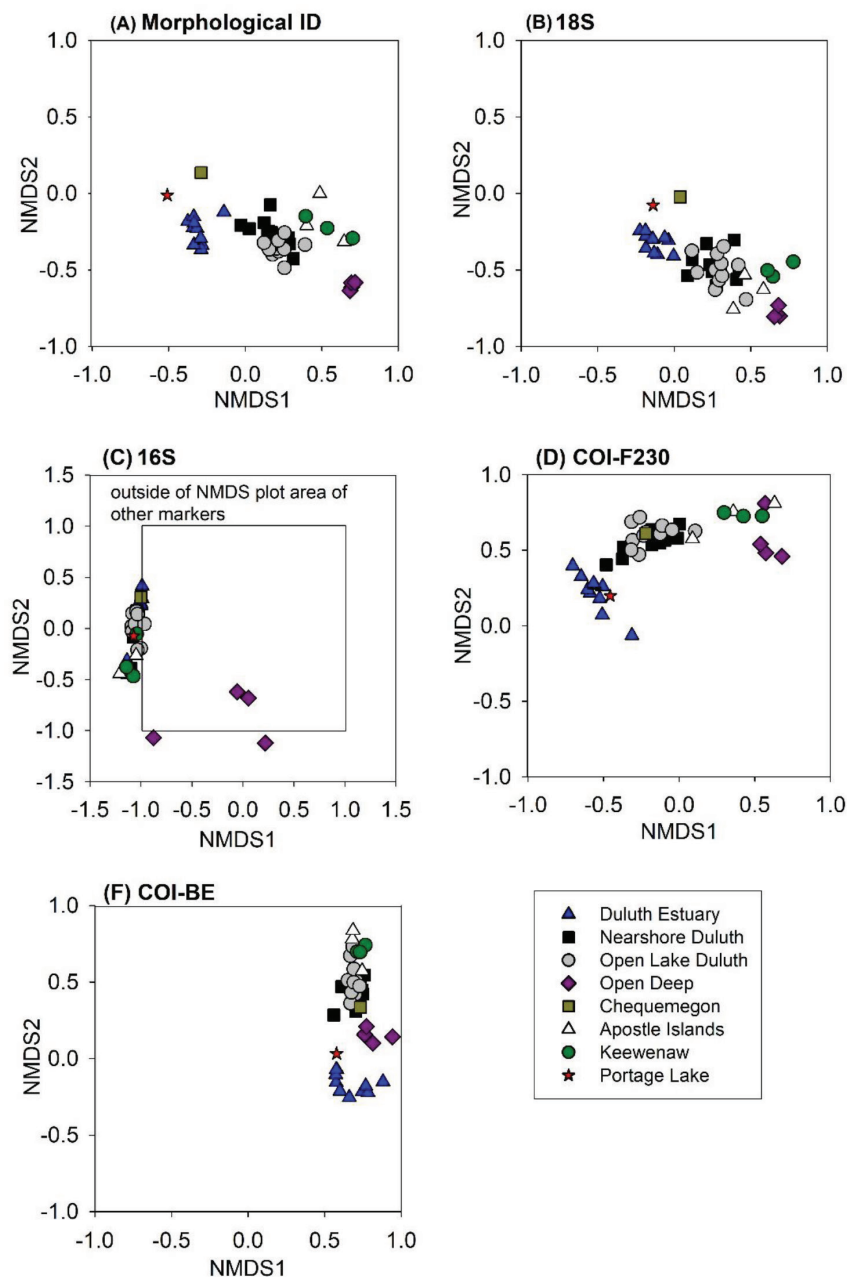 (A) Morphological ID
1.0
0.5
0.0
-0.5
-1.0
NMDS2
-1.0 -0.5 0.0 0.5 1.0
NMDS1
(B) 18S
1.0
0.5
0.0
-0.5
-1.0
NMDS2
-1.0 -0.5 0.0 0.5 1.0
NMDS1
(C) 16S
outside of NMDS plot area of
other markers
1.5
1.0
0.5
0.0
-0.5
-1.0
-1.5
NMDS2
-1.5 -1.0 -0.5 0.0 0.5 1.0 1.5
NMDS1
(D) COI-F230
1.0
0.5
0.0
-0.5
-1.0
NMDS2
-1.0 -0.5 0.0 0.5 1.0
NMDS1
(F) COI-BE
1.0
0.5
0.0
-0.5
-1.0
NMDS2
-1.0 -0.5 0.0 0.5 1.0
NMDS1
Duluth Estuary
Nearshore Duluth
Open Lake Duluth
Open Deep
Chequemegon
Apostle Islands
Keewenaw
Portage Lake